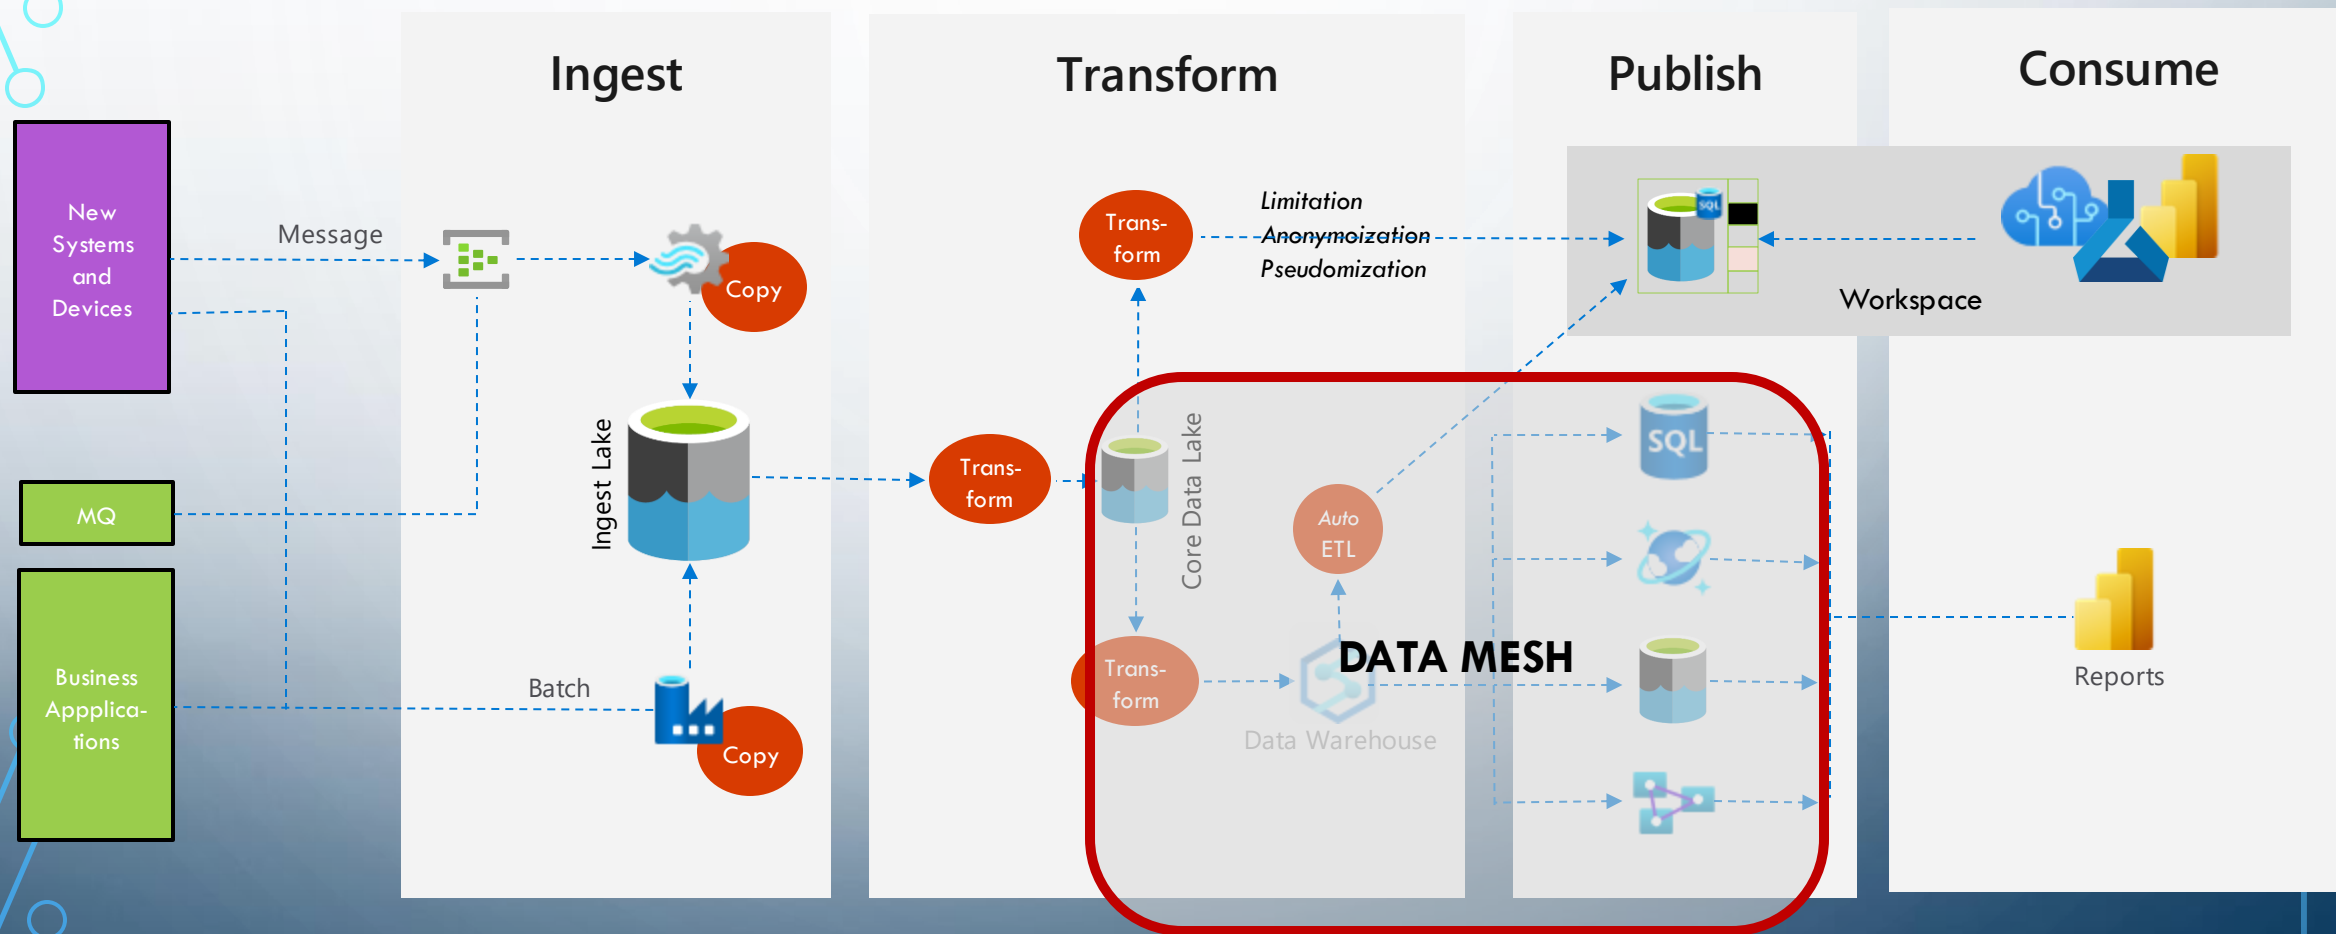 Ingest
Transform
Publish
Consume
New
Systems
and
Devices
Message
Copy
Ingest Lake
MQ
Business
Appplica-
tions
Batch
Copy
Trans-
form
Trans-
form
Limitation
Anonymoization
Pseudomization
Core Data Lake
Auto
ETL
Trans-
form
Data Warehouse
DATA MESH
SQL
SQL
Workspace
Reports